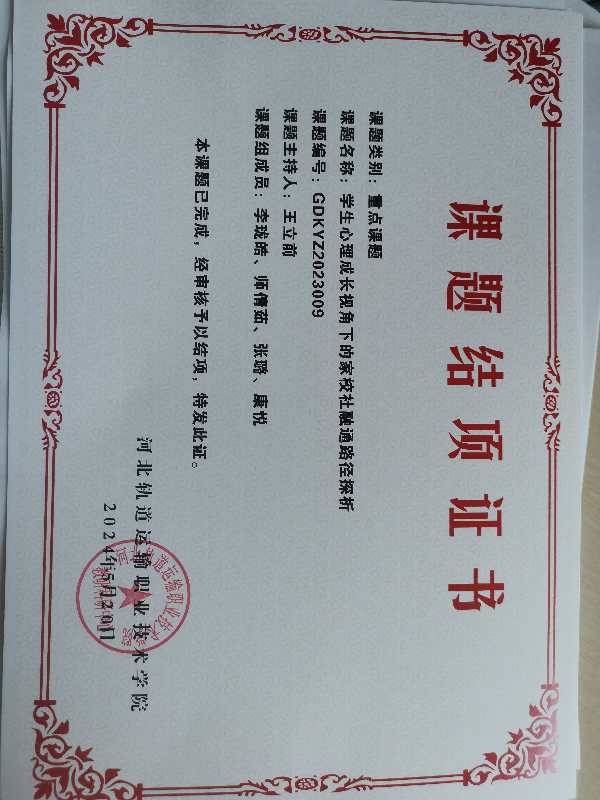 课题结项证书
课题类别：重点课题
课题名称：学生心理成长视角下的家校社融通路径探析
课题编号：GDKYZ2023009
课题主持人：王立前
课题组成员：李珑皓、师倩茹、张璐、康悦
本课题已完成，经审核予以结项，特发此证。
河北轨道运输职业技术学院
2024年5月20日